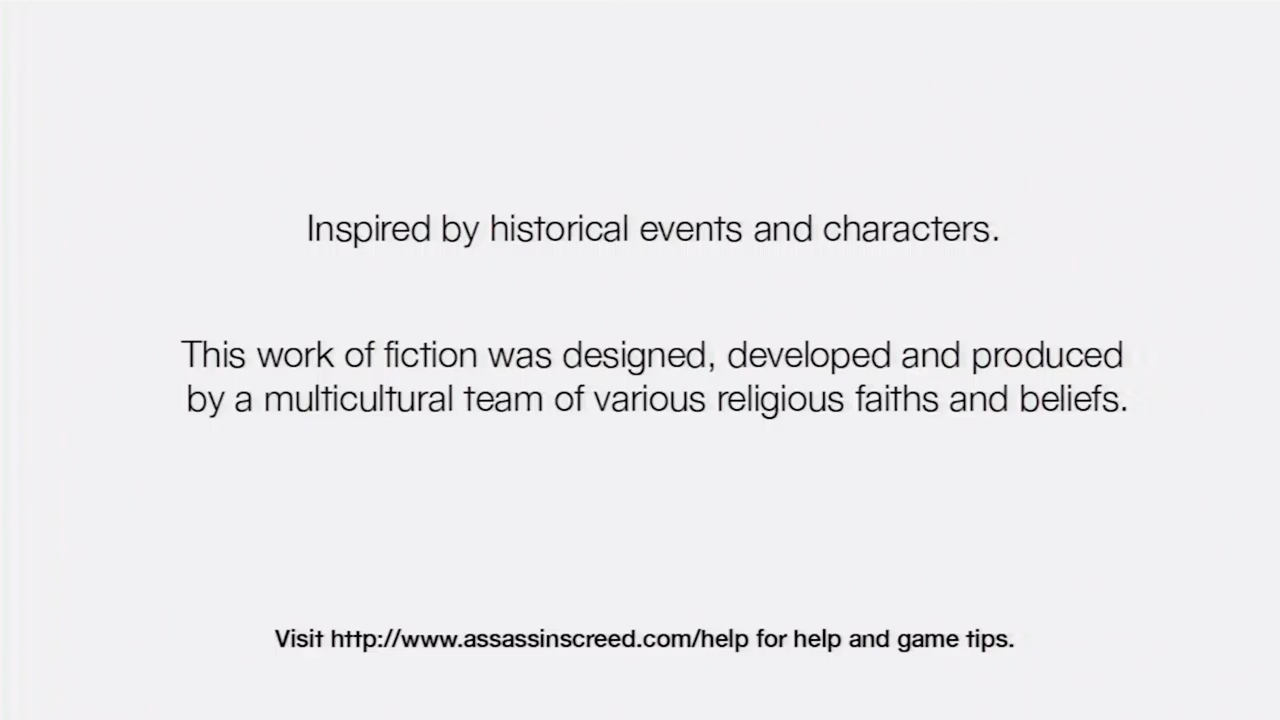 Inspired by historical events and characters.
This work of fiction was designed, developed and produced
by a multicultural team of various religious faiths and beliefs.
Visit http://www.assassinscreed.com/help for help and game tips.